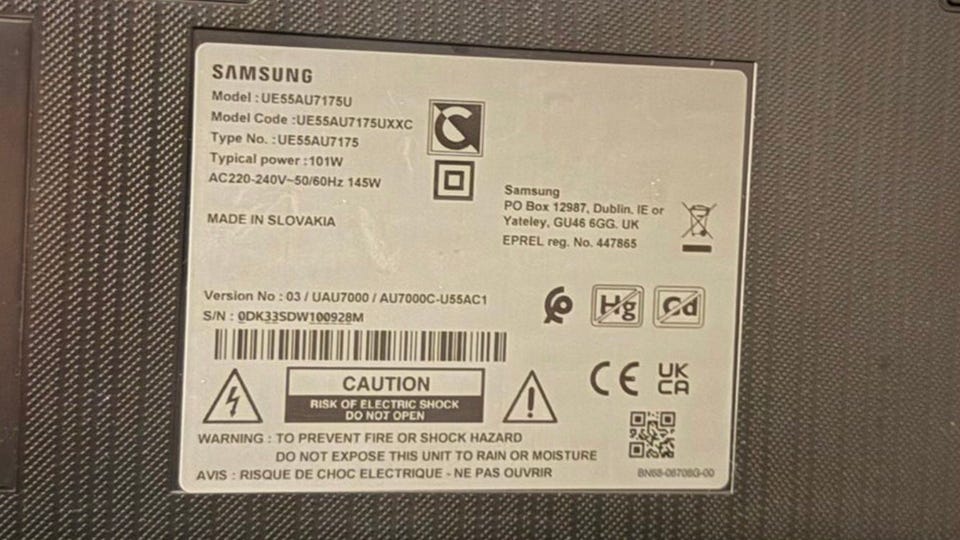 SAMSUNG
Model : UE55AU7175U
Model Code :UE55AU7175UXXC
Type No. :UE55AU7175
Typical power :101W
AC220-240V~50/60Hz 145W
MADE IN SLOVAKIA
Samsung
PO Box 12987, Dublin. IE or
Yateley, GU46 6GG. UK
EPREL reg. No. 447865
Version No : 03 / UAU7000 / AU7000C-U55AC1
S/N : 0DK33SDW100928M
Hg
Cd
CAUTION
RISK OF ELECTRIC SHOCK
DO NOT OPEN
CE
UK
CA
WARNING : TO PREVENT FIRE OR SHOCK HAZARD
DO NOT EXPOSE THIS UNIT TO RAIN OR MOISTURE
AVIS : RISQUE DE CHOC ELECTRIQUE - NE PAS OUVRIR